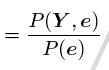 = P(Y, e) / P(e)